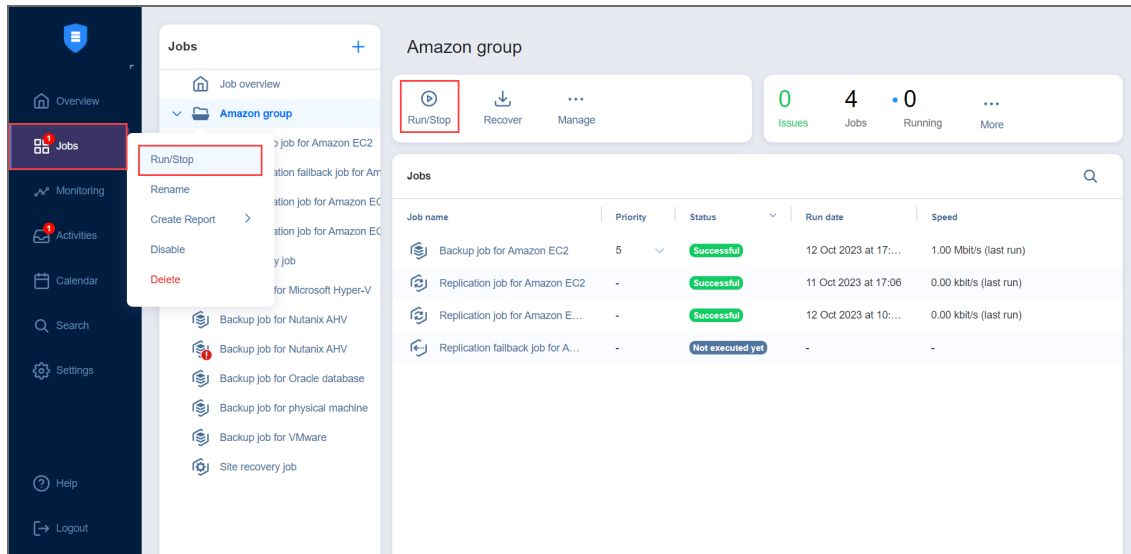 Overview
1
Jobs
Monitoring
1
Activities
Calendar
Search
Settings
Help
Logout
Jobs
+
Job overview
Amazon group
job for Amazon EC2
ation failback job for Am
ation job for Amazon EC
ation job for Amazon EC
y job
for Microsoft Hyper-V
Backup job for Nutanix AHV
Backup job for Nutanix AHV
Backup job for Oracle database
Backup job for physical machine
Backup job for VMware
Site recovery job
Run/Stop
Rename
Create Report
Disable
Delete
Amazon group
Run/Stop Recover Manage
0 4 0
Issues Jobs Running More
Jobs
Job name Priority Status Run date Speed
Backup job for Amazon EC2 5 Successful 12 Oct 2023 at 17:... 1.00 Mbit/s (last run)
Replication job for Amazon EC2 - Successful 11 Oct 2023 at 17:06 0.00 kbit/s (last run)
Replication job for Amazon E... - Successful 12 Oct 2023 at 10:... 0.00 kbit/s (last run)
Replication failback job for A... - Not executed yet - -